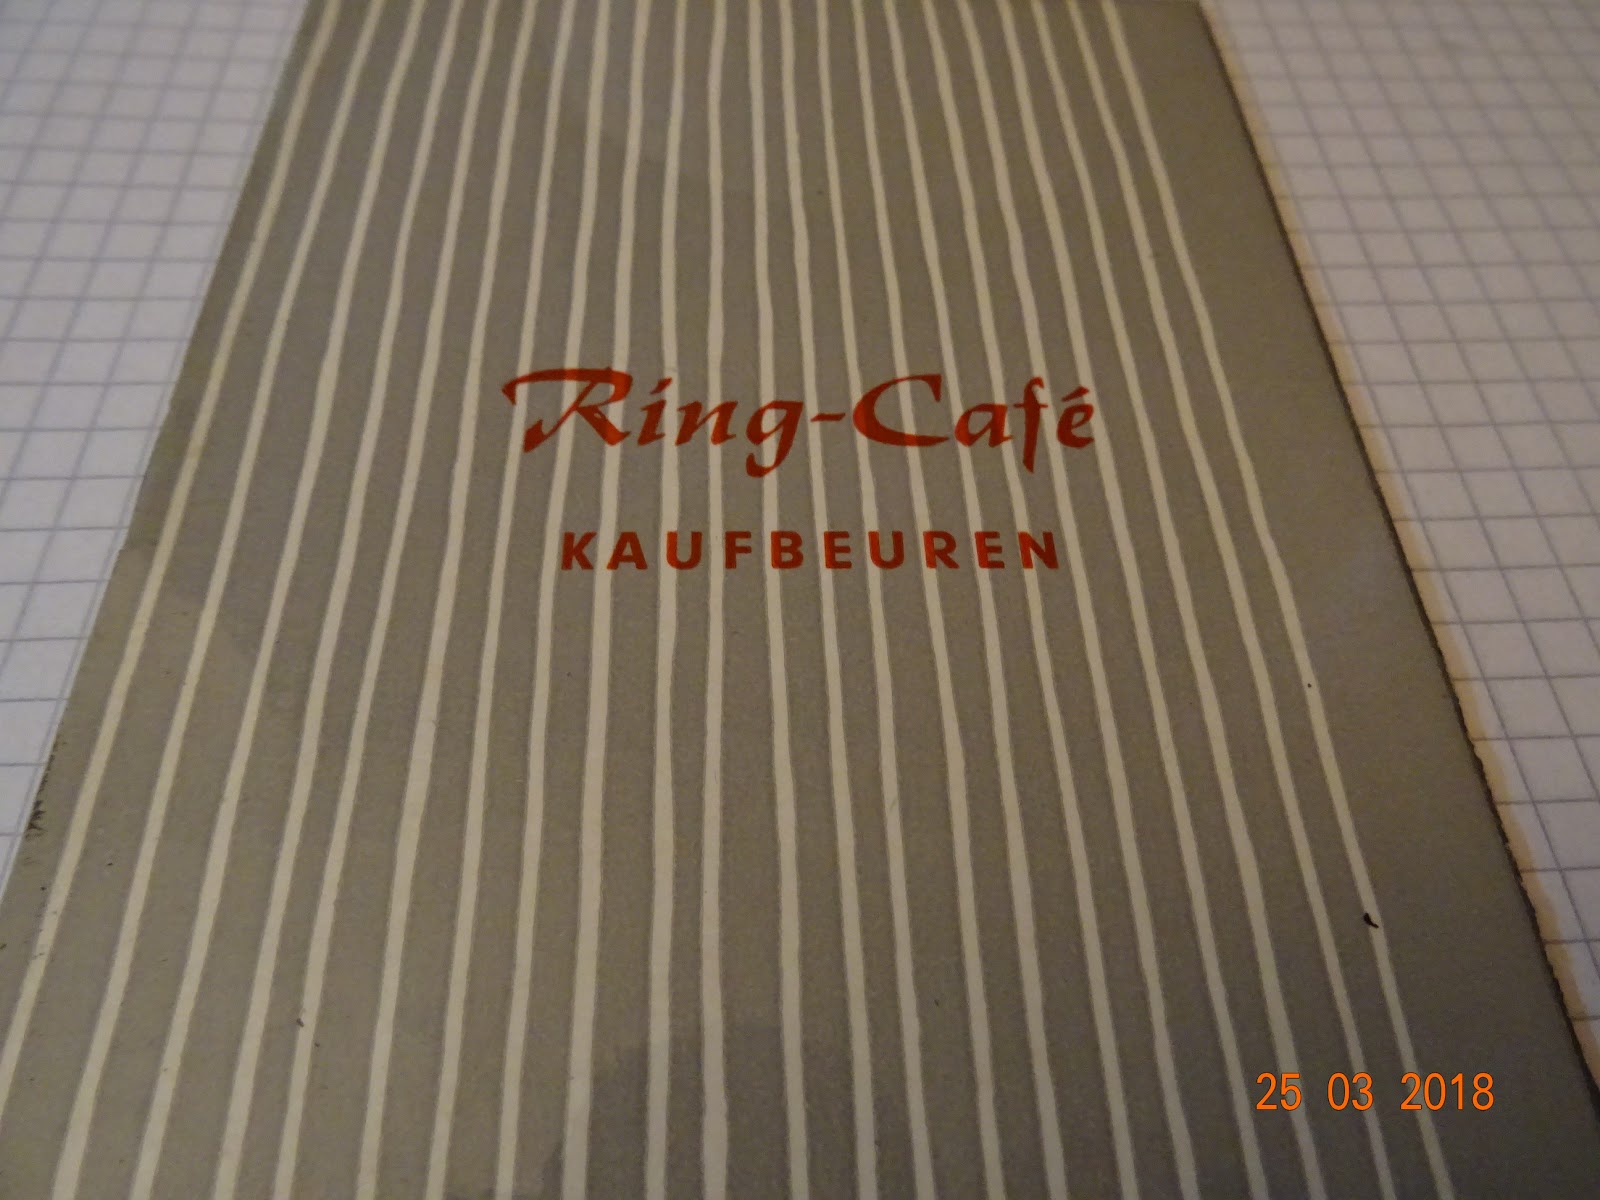 Ring-Café
KAUFBEUREN
25 03 2018